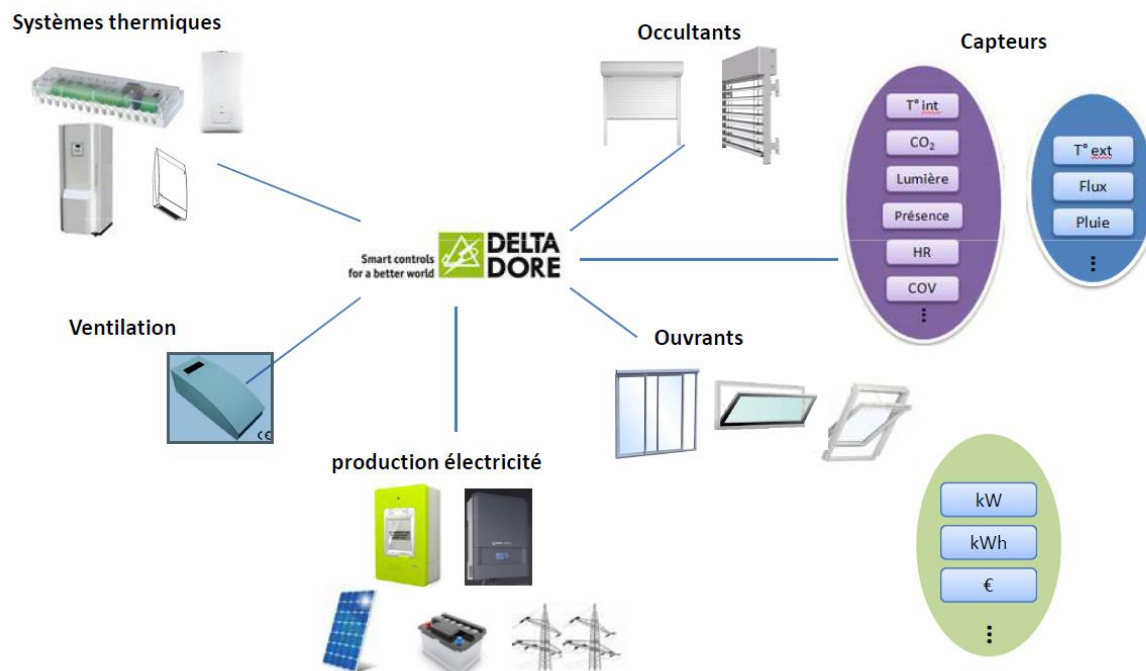 Systèmes thermiques
Occultants
Capteurs
T° int
CO₂
Lumière
Présence
HR
COV
T° ext
Flux
Pluie
Smart controls
for a better world
DELTA
DORE
Ventilation
CE
Ouvrants
production électricité
kW
kWh
€